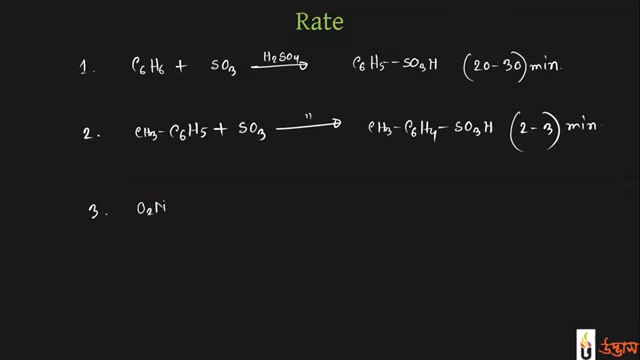 Rate
1. C6H6 + SO3 —H2SO4→ C6H5-SO3H (20-30) min.
2. CH3-C6H5 + SO3 —"→ CH3-C6H4-SO3H (2-3) min.
3. O2N
উদ্ভাস